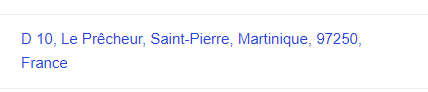 D 10, Le Prêcheur, Saint-Pierre, Martinique, 97250,
France